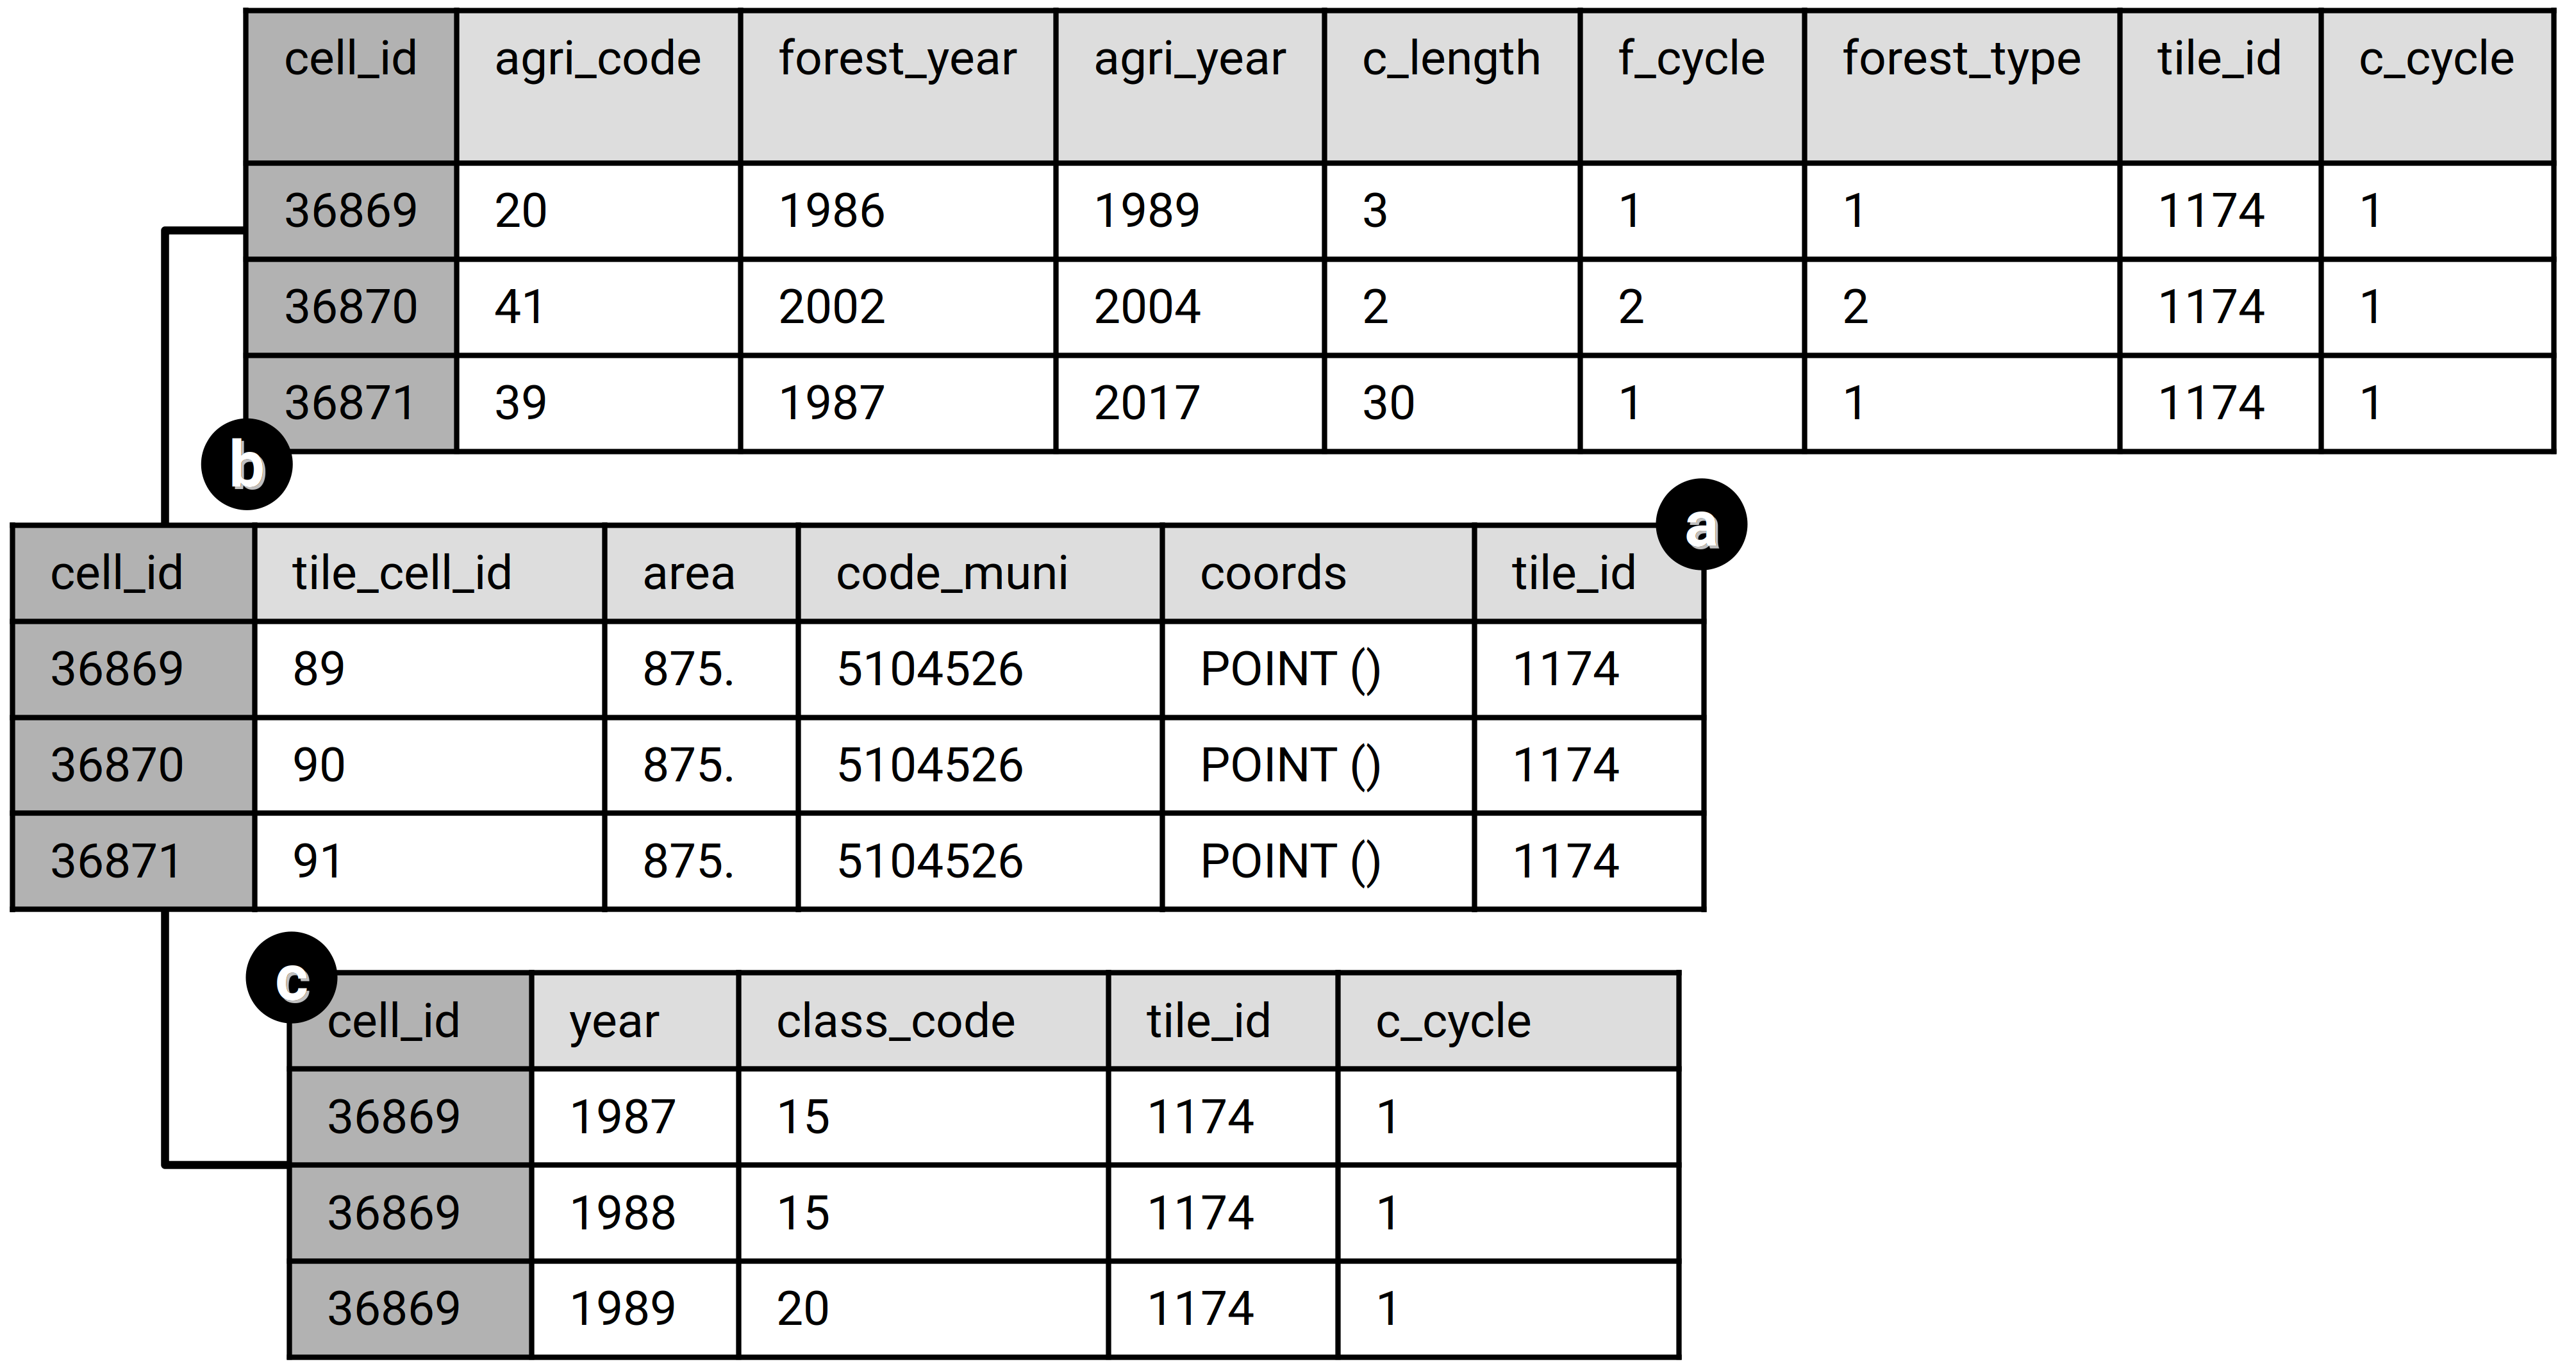 cell_id agri_code forest_year agri_year c_length f_cycle forest_type tile_id c_cycle
36869 20 1986 1989 3 1 1 1174 1
36870 41 2002 2004 2 2 2 1174 1
36871 39 1987 2017 30 1 1 1174 1
b
a
cell_id tile_cell_id area code_muni coords tile_id
36869 89 875. 5104526 POINT () 1174
36870 90 875. 5104526 POINT () 1174
36871 91 875. 5104526 POINT () 1174
c
cell_id year class_code tile_id c_cycle
36869 1987 15 1174 1
36869 1988 15 1174 1
36869 1989 20 1174 1